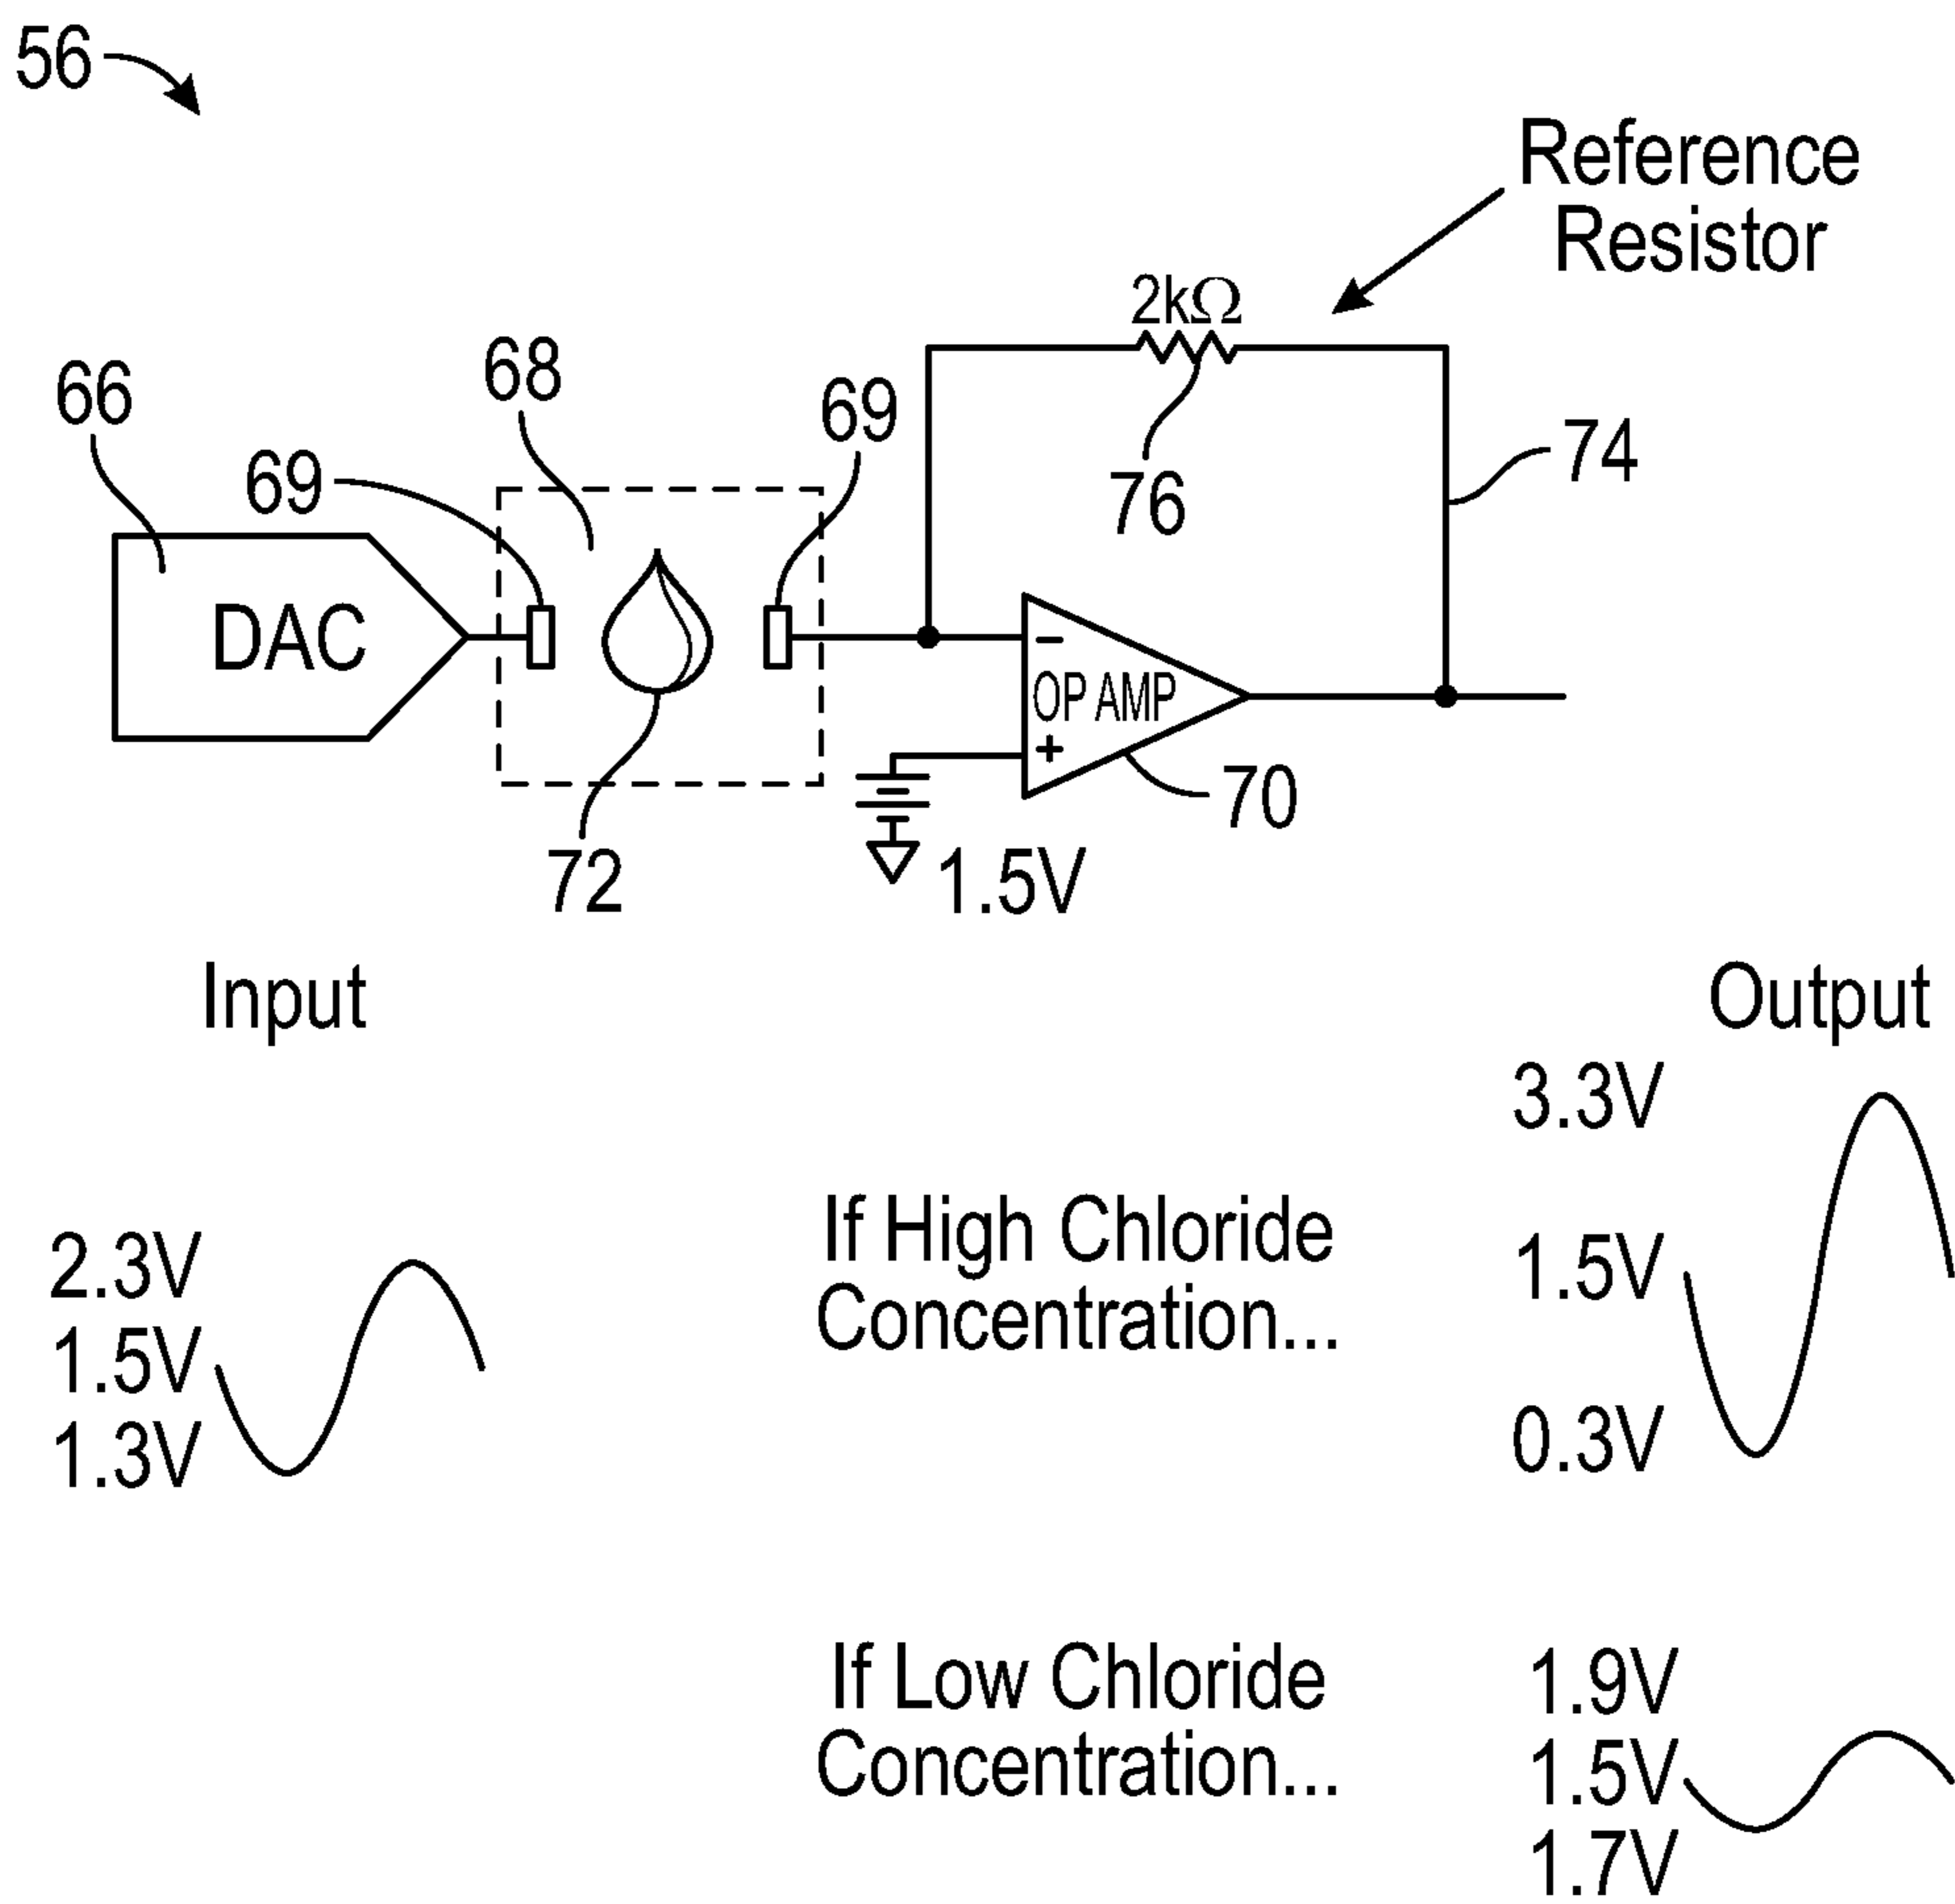 56
Reference
Resistor
2kΩ
66
69
68
69
76
74
DAC
OP AMP
−
+
70
72
1.5V
Input
Output
2.3V
1.5V
1.3V
If High Chloride
Concentration...
3.3V
1.5V
0.3V
If Low Chloride
Concentration...
1.9V
1.5V
1.7V